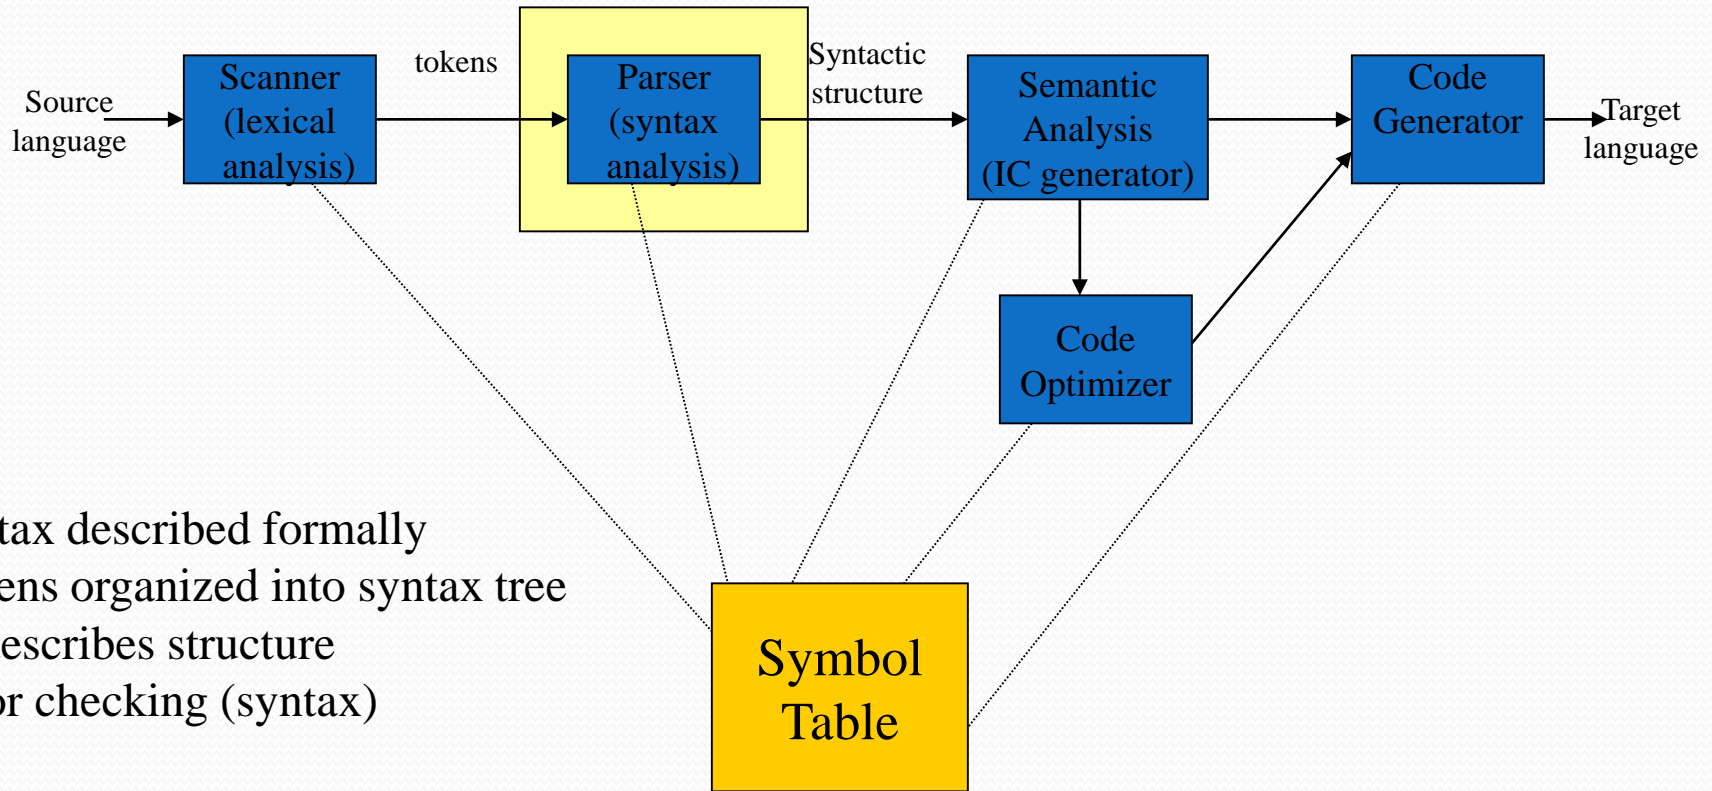 Source
language
Scanner
(lexical
analysis)
tokens
Parser
(syntax
analysis)
Syntactic
structure
Semantic
Analysis
(IC generator)
Code
Generator
Target
language
Code
Optimizer
tax described formally
ens organized into syntax tree
escribes structure
or checking (syntax)
Symbol
Table